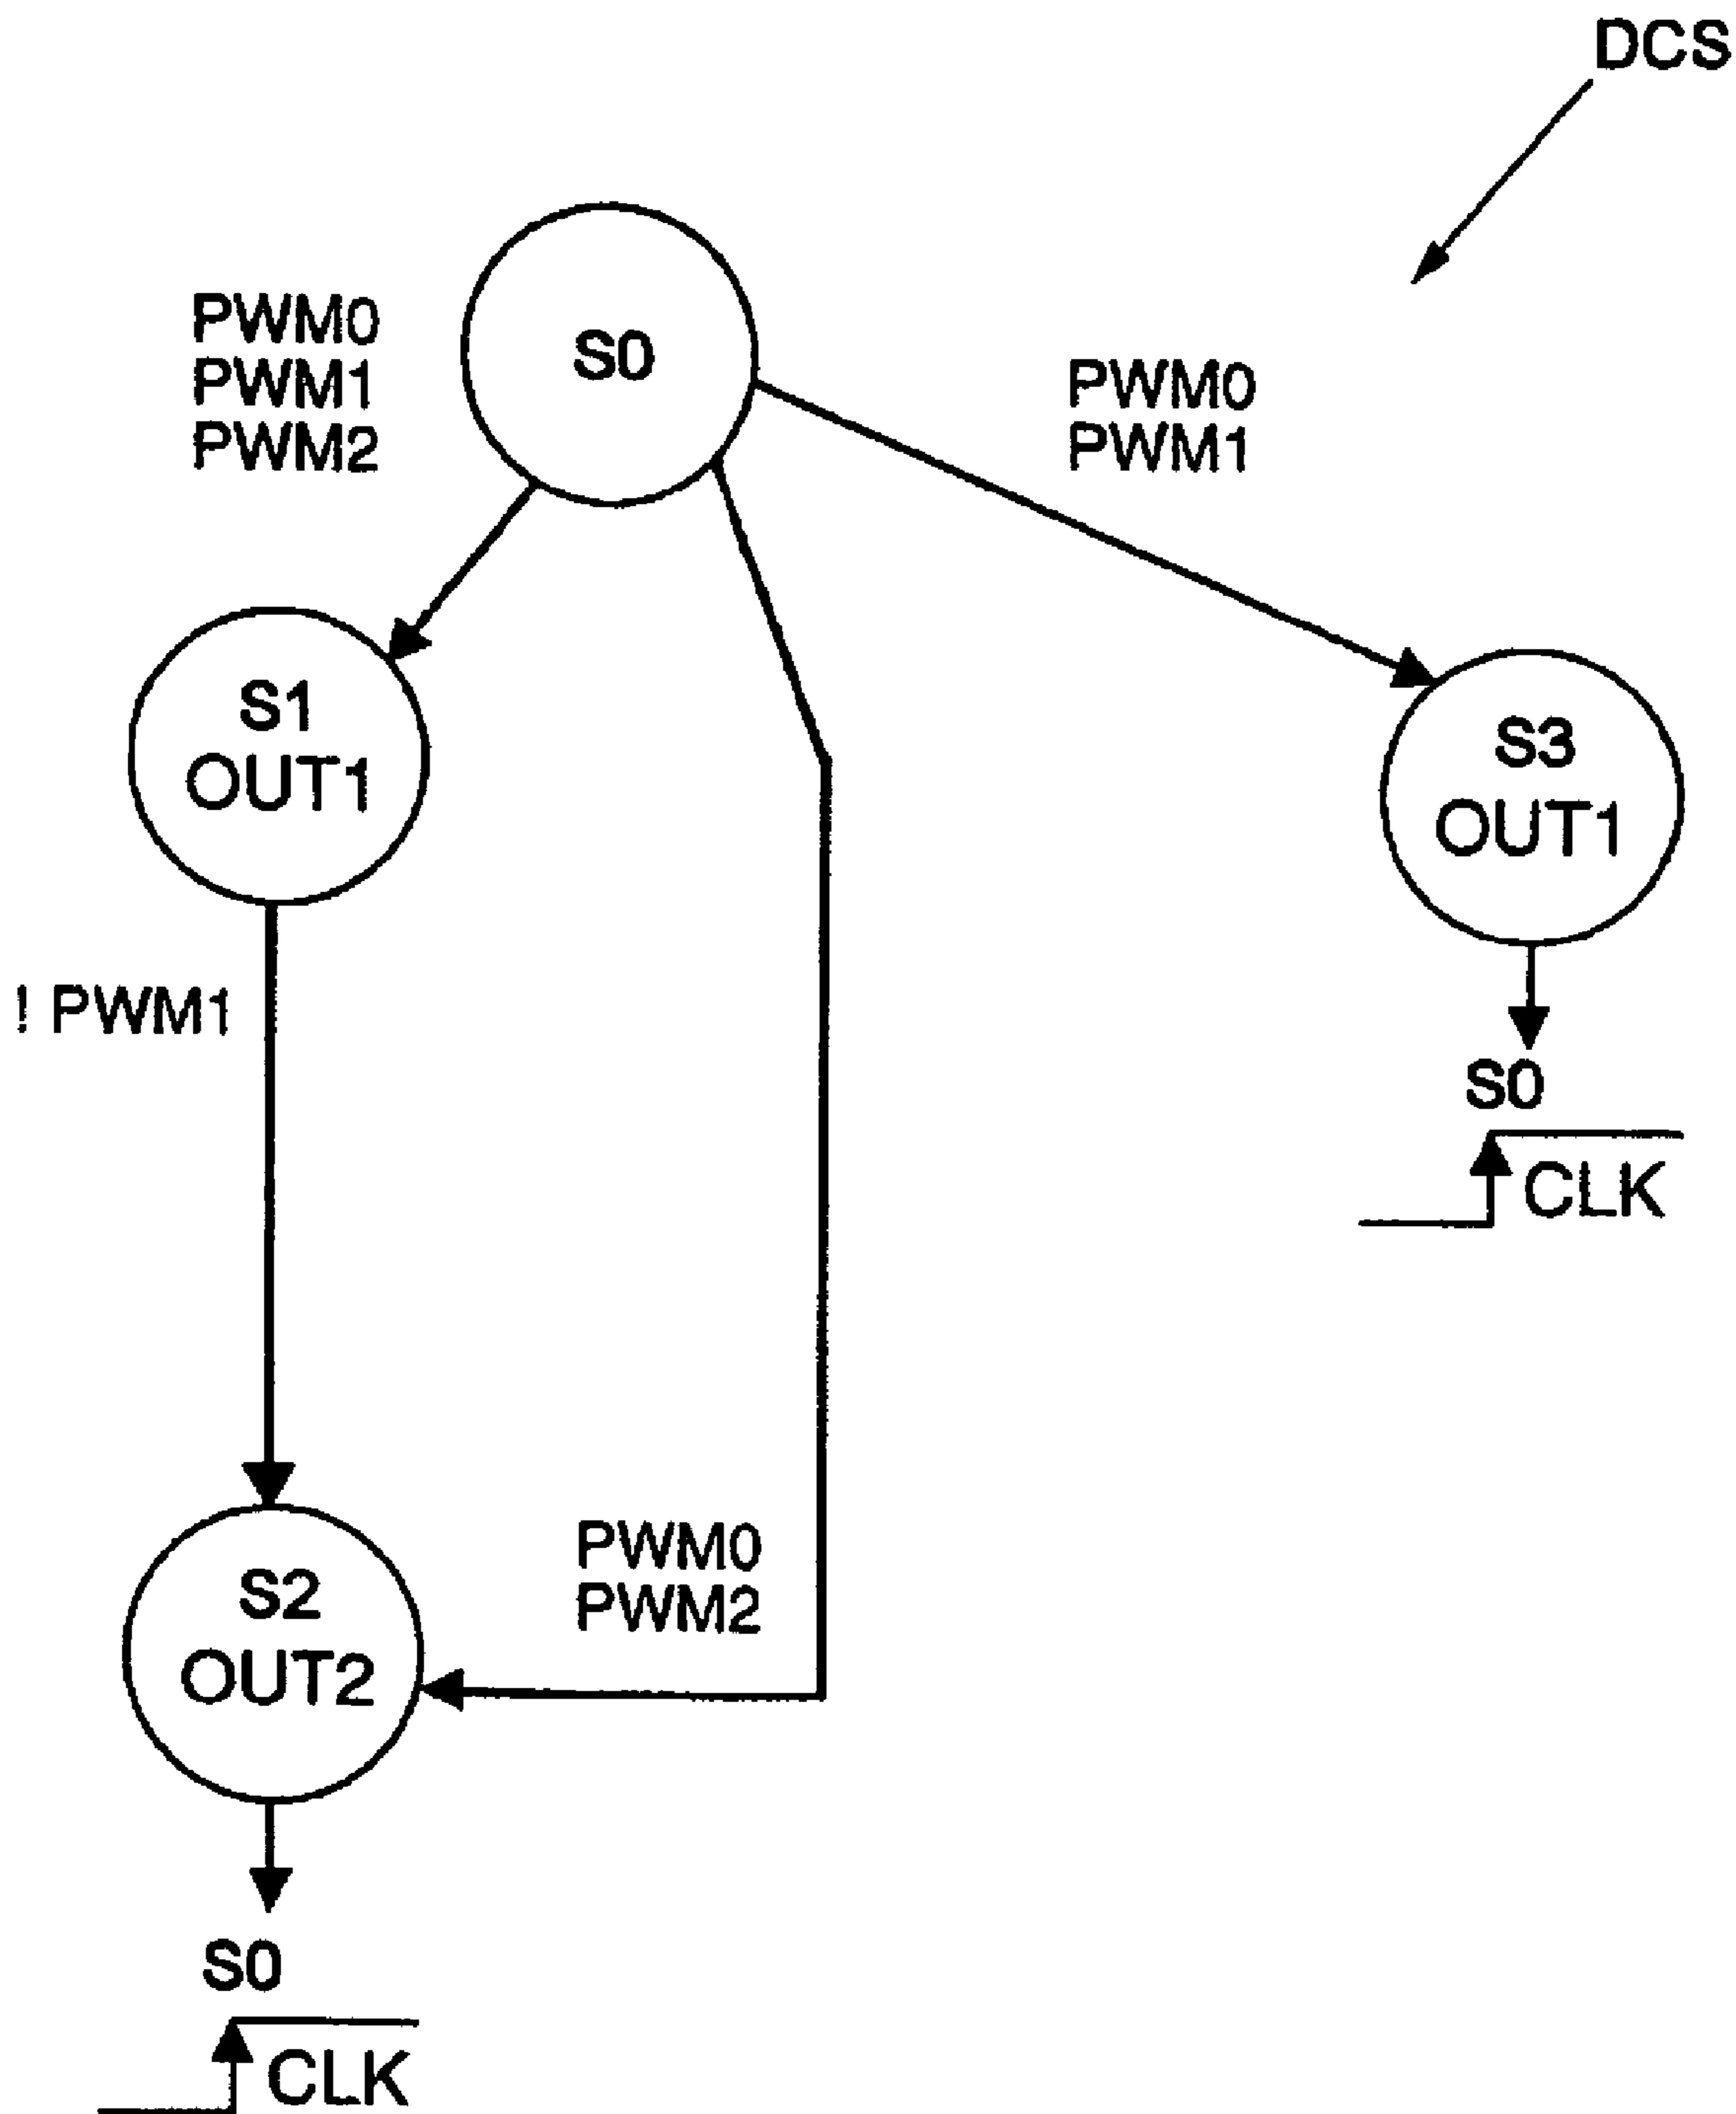 DCS
S0
PWM0
PWM1
PWM2
PWM0
PWM1
S1
OUT1
S3
OUT1
! PWM1
S0
CLK
PWM0
PWM2
S2
OUT2
S0
CLK